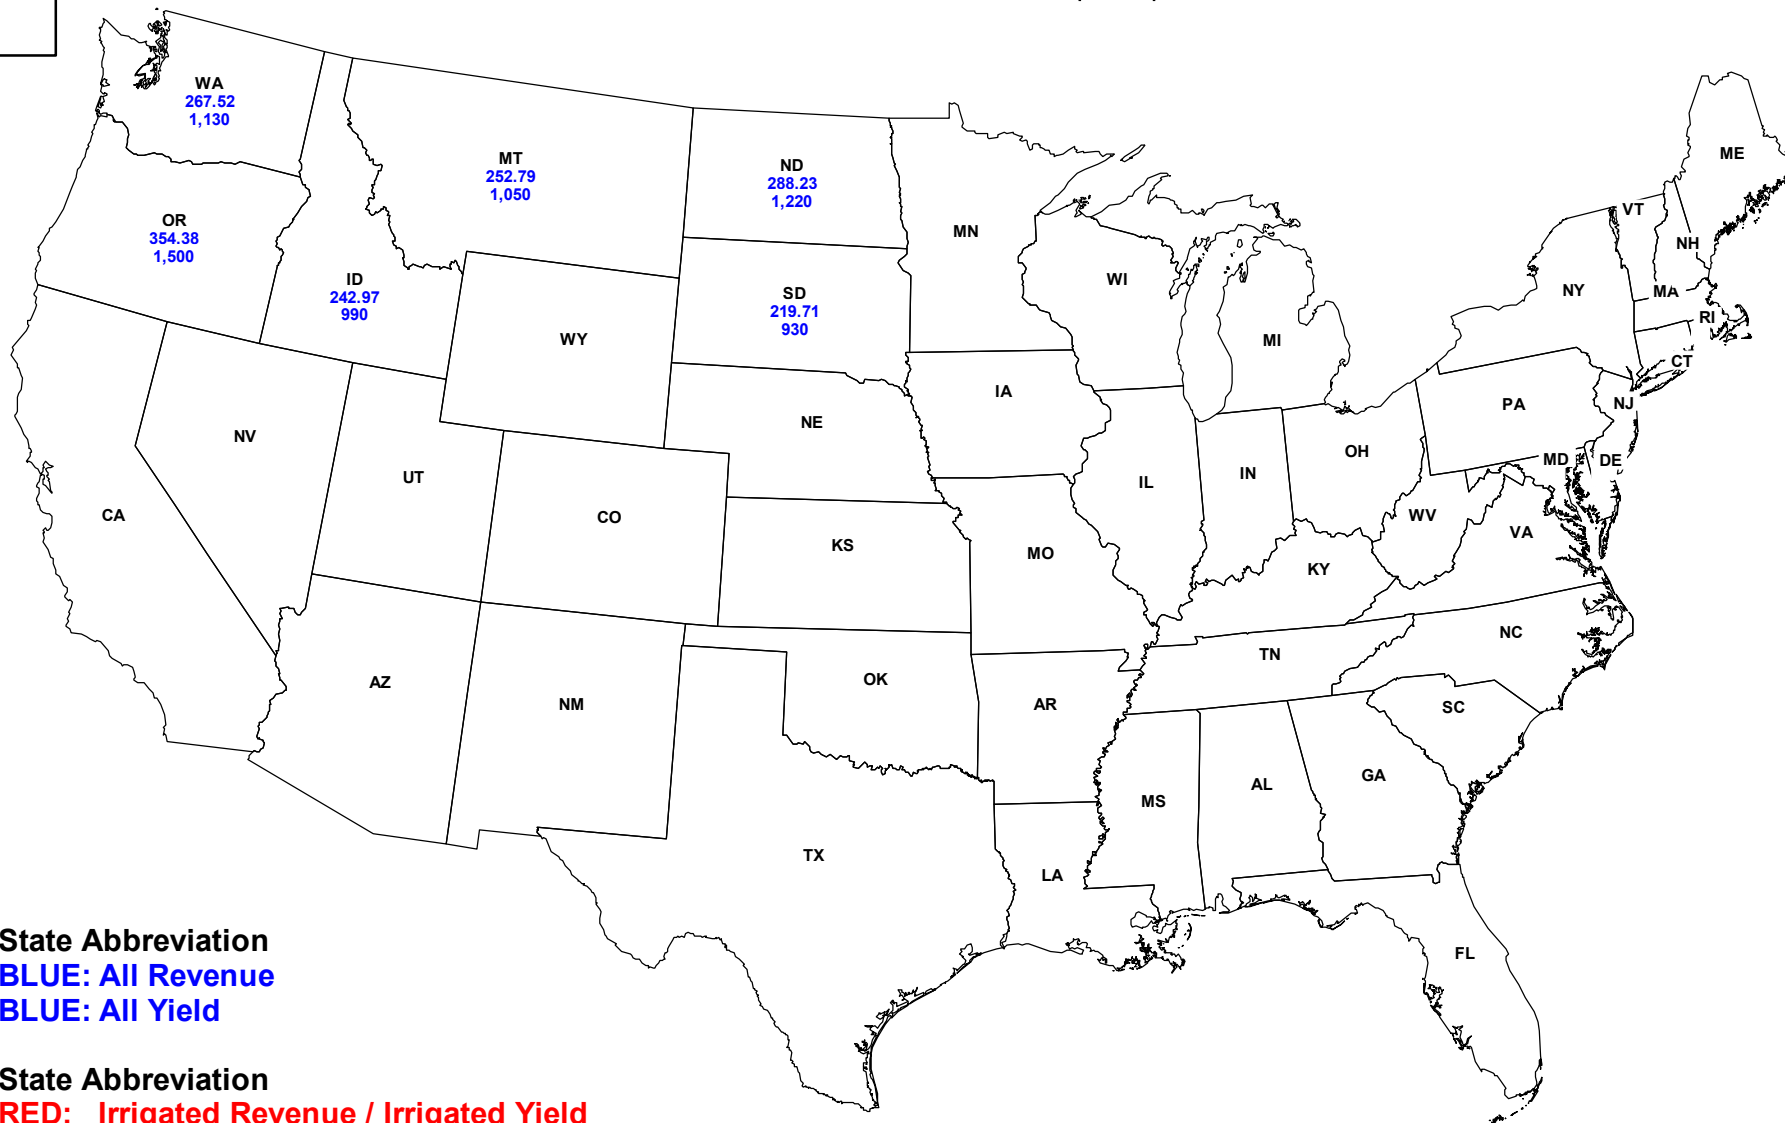 WA
267.52
1,130
MT
252.79
1,050
ND
288.23
1,220
ME
OR
354.38
1,500
VT
MN
NH
ID
242.97
990
SD
219.71
930
WI
NY
MA
RI
WY
MI
CT
IA
PA
NJ
NE
NV
OH
MD
DE
UT
IN
IL
CA
CO
WV
VA
KS
MO
KY
NC
TN
AZ
OK
NM
AR
SC
GA
AL
MS
TX
LA
FL
State Abbreviation
BLUE: All Revenue
BLUE: All Yield
State Abbreviation
RED: Irrigated Revenue / Irrigated Yield